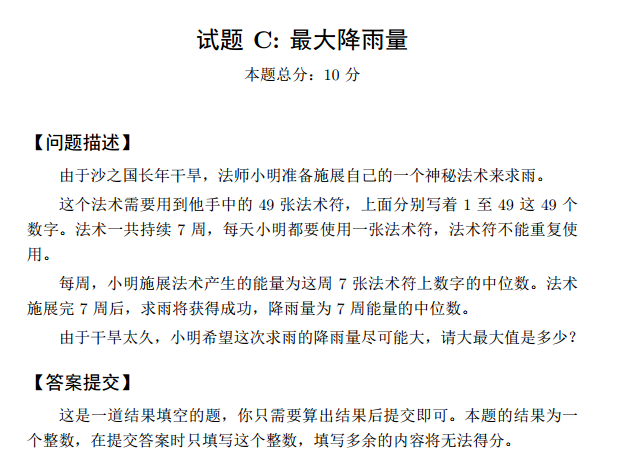 试题 C: 最大降雨量
本题总分：10 分
【问题描述】
由于沙之国长年干旱，法师小明准备施展自己的一个神秘法术来求雨。
这个法术需要用到他手中的 49 张法术符，上面分别写着 1 至 49 这 49 个
数字。法术一共持续 7 周，每天小明都要使用一张法术符，法术符不能重复使
用。
每周，小明施展法术产生的能量为这周 7 张法术符上数字的中位数。法术
施展完 7 周后，求雨将获得成功，降雨量为 7 周能量的中位数。
由于干旱太久，小明希望这次求雨的降雨量尽可能大，请大最大值是多少？
【答案提交】
这是一道结果填空的题，你只需要算出结果后提交即可。本题的结果为一
个整数，在提交答案时只填写这个整数，填写多余的内容将无法得分。